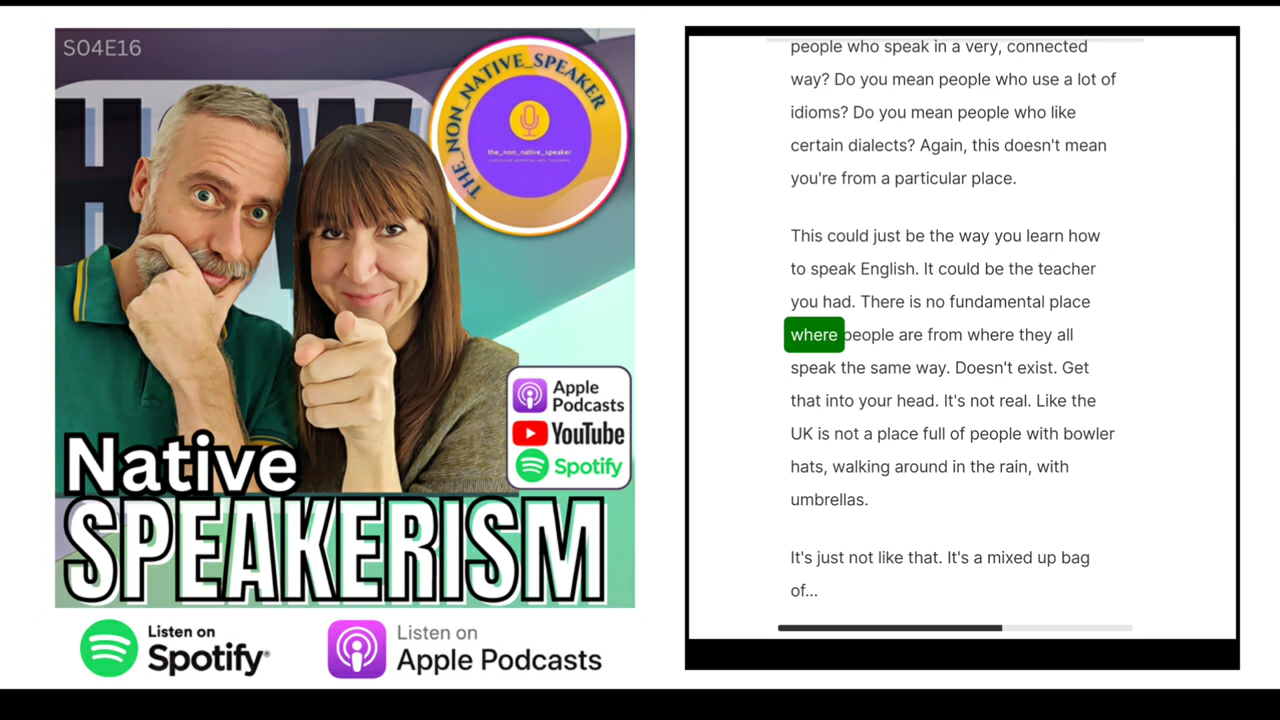 S04E16
THE_NON_NATIVE_SPEAKER
the_non_native_speaker
Apple
Podcasts
YouTube
Spotify
Native
SPEAKERISM
Listen on
Spotify
Listen on
Apple Podcasts
people who speak in a very, connected
way? Do you mean people who use a lot of
idioms? Do you mean people who like
certain dialects? Again, this doesn't mean
you're from a particular place.
This could just be the way you learn how
to speak English. It could be the teacher
you had. There is no fundamental place
where people are from where they all
speak the same way. Doesn't exist. Get
that into your head. It's not real. Like the
UK is not a place full of people with bowler
hats, walking around in the rain, with
umbrellas.
It's just not like that. It's a mixed up bag
of...